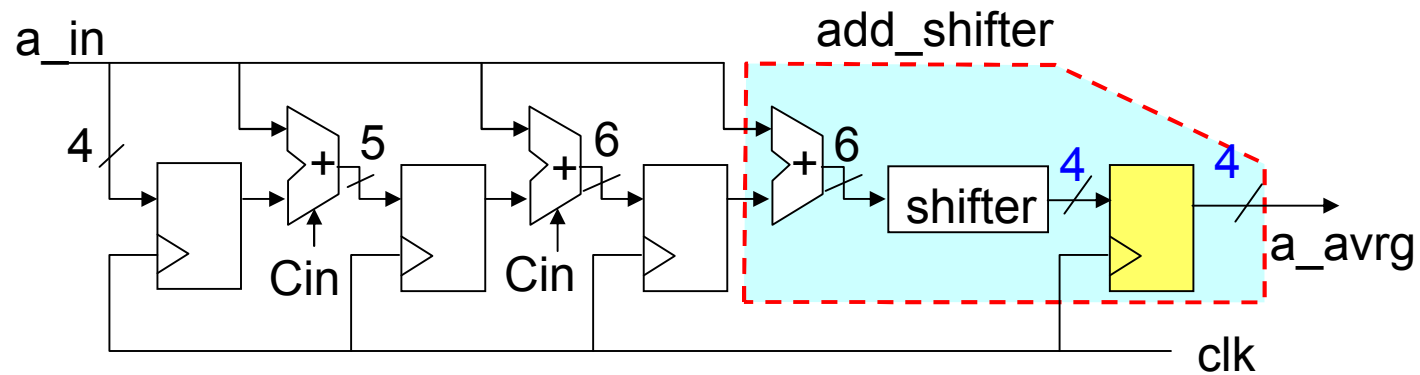 a_in
add_shifter
4
+
5
+
6
+
6
shifter
4
4
Cin
Cin
a_avrg
clk